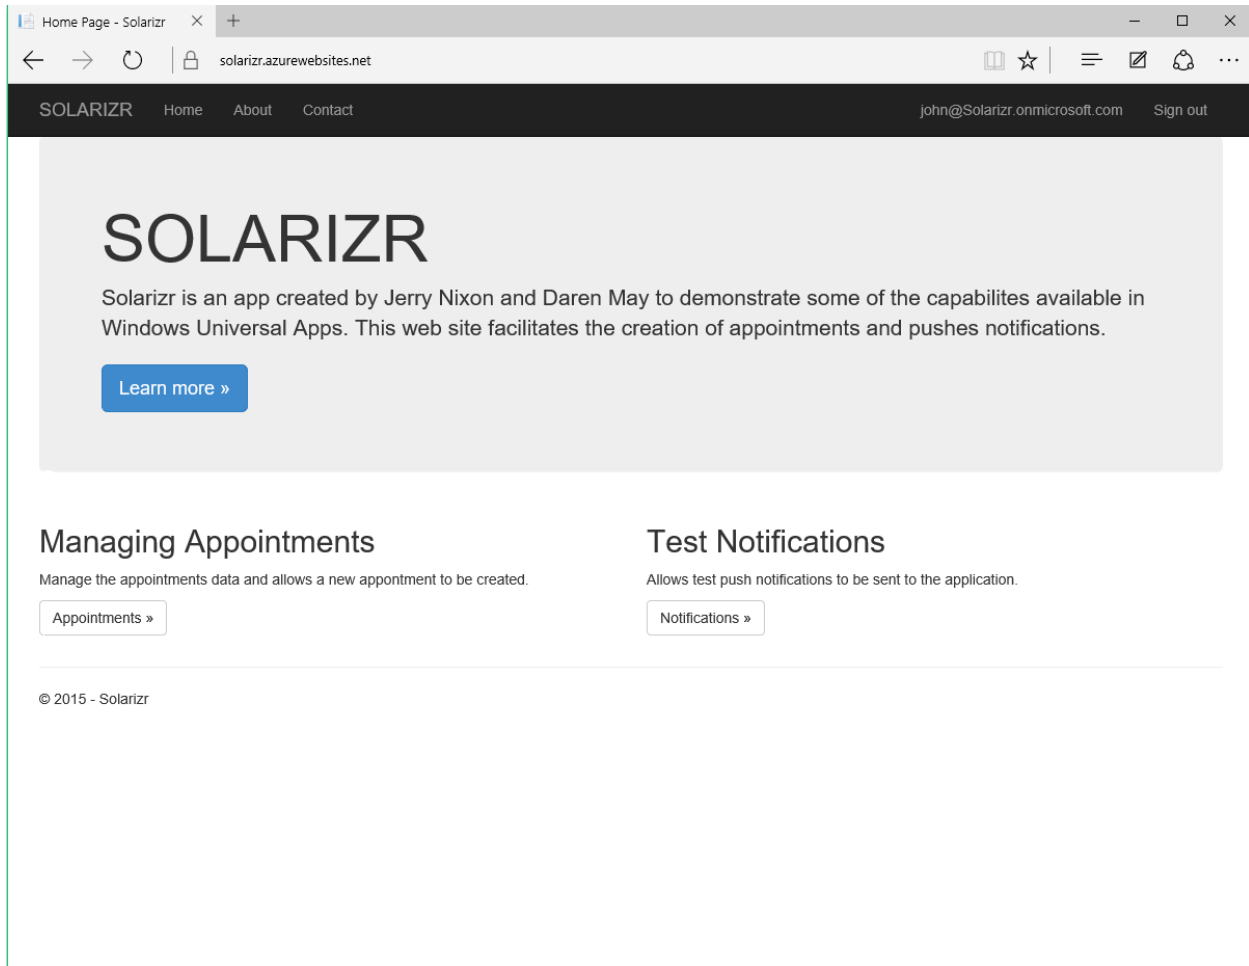 Home Page - Solarizr
solarizr.azurewebsites.net
SOLARIZR Home About Contact john@Solarizr.onmicrosoft.com Sign out
SOLARIZR
Solarizr is an app created by Jerry Nixon and Daren May to demonstrate some of the capabilites available in
Windows Universal Apps. This web site facilitates the creation of appointments and pushes notifications.
Learn more »
Managing Appointments
Manage the appointments data and allows a new appontment to be created.
Appointments »
Test Notifications
Allows test push notifications to be sent to the application.
Notifications »
© 2015 - Solarizr